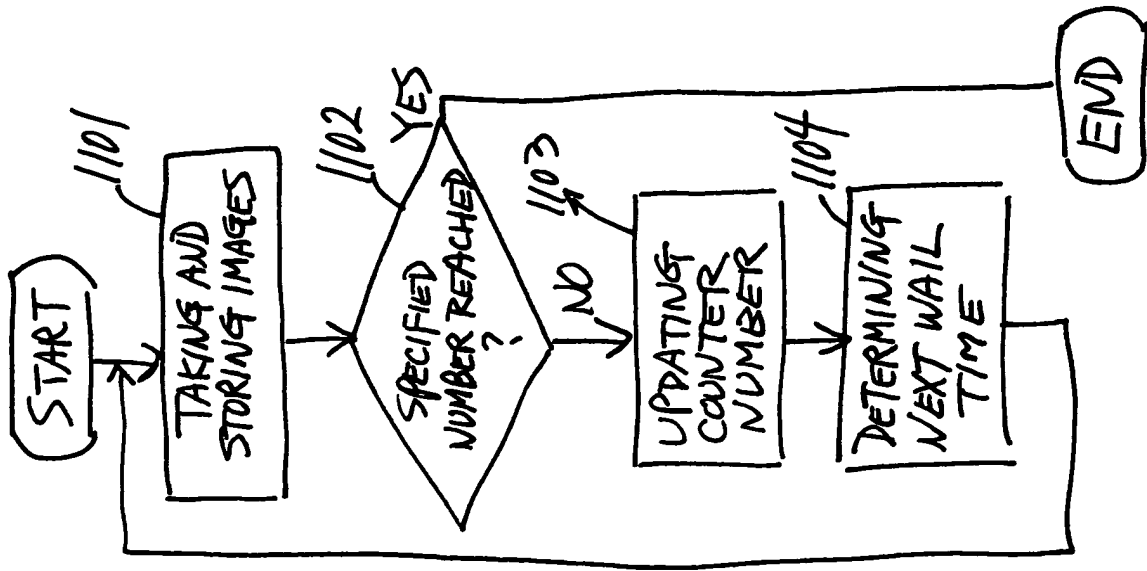 START
1101
TAKING AND
STORING IMAGES
1102
YES
SPECIFIED
NUMBER REACHED
?
NO
1103
UPDATING
COUNTER
NUMBER
1104
DETERMINING
NEXT WAIL
TIME
END